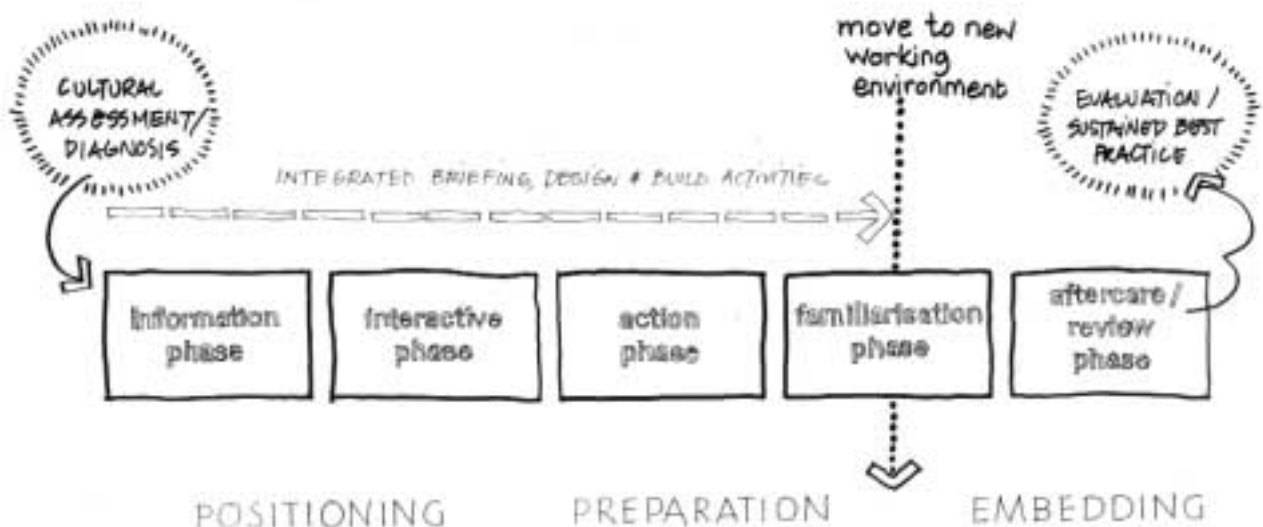 CULTURAL
ASSESSMENT/
DIAGNOSIS
move to new
working
environment
EVALUATION/
SUSTAINED BEST
PRACTICE
INTEGRATED BRIEFING, DESIGN & BUILD ACTIVITIES
information
phase
interactive
phase
action
phase
familiarisation
phase
aftercare/
review
phase
POSITIONING
PREPARATION
EMBEDDING